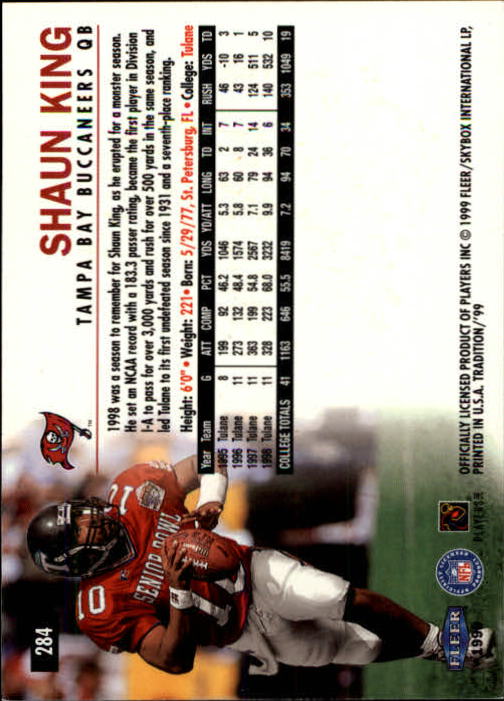 284
SHAUN KING
TAMPA BAY BUCCANEERS QB
1998 was a season to remember for Shaun King, as he erupted for a monster season.
He set an NCAA record with a 183.3 passer rating, became the first player in Division
I-A to pass for over 3,000 yards and rush for over 500 yards in the same season, and
led Tulane to its first undefeated season since 1931 and a seventh-place ranking.
Height: 6'0" • Weight: 221 • Born: 5/29/77, St. Petersburg, FL • College: Tulane
Year Team G ATT COMP PCT YDS YD/ATT LONG TD INT RUSH YDS TD
1995 Tulane 8 199 92 46.2 1046 5.3 63 2 7 46 -10 3
1996 Tulane 11 273 132 48.4 1574 5.8 60 8 7 43 16 1
1997 Tulane 11 363 199 54.8 2567 7.1 79 24 14 124 511 5
1998 Tulane 11 328 223 68.0 3232 9.9 94 36 6 140 532 10
COLLEGE TOTALS 41 1163 646 55.5 8419 7.2 94 70 34 353 1049 19
10
SENIOR BOWL
10
FLEER
1999
NFL
PLAYERS INC
OFFICIALLY LICENSED PRODUCT OF PLAYERS INC © 1999 FLEER/SKYBOX INTERNATIONAL LP,
PRINTED IN U.S.A. TRADITION/'99